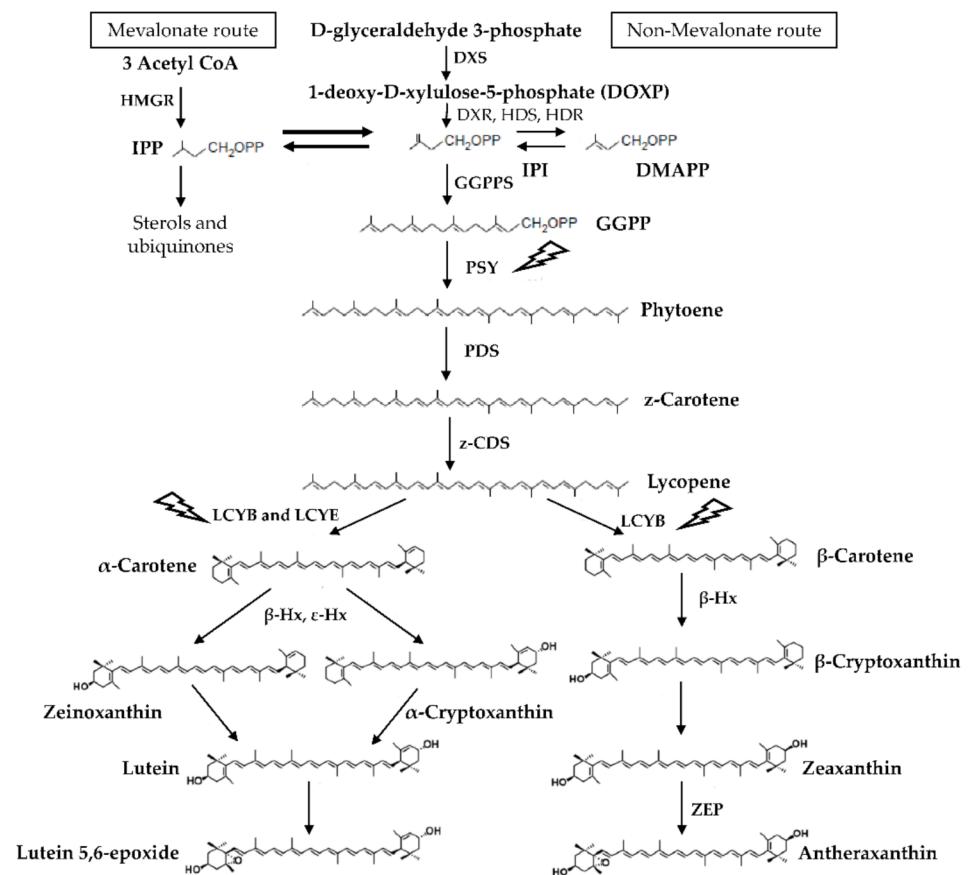 Mevalonate route
D-glyceraldehyde 3-phosphate
Non-Mevalonate route
3 Acetyl CoA
DXS
HMGR
1-deoxy-D-xylulose-5-phosphate (DOXP)
DXR, HDS, HDR
IPP
CH2OPP
CH2OPP
CH2OPP
IPI
DMAPP
GGPPS
Sterols and
ubiquinones
CH2OPP
GGPP
PSY
Phytoene
PDS
z-Carotene
z-CDS
Lycopene
LCYB and LCYE
LCYB
α-Carotene
β-Carotene
β-Hx, ε-Hx
β-Hx
OH
HO
HO
β-Cryptoxanthin
Zeinoxanthin
α-Cryptoxanthin
OH
OH
Lutein
HO
HO
Zeaxanthin
ZEP
OH
OH
Lutein 5,6-epoxide
HO
O
HO
O
Antheraxanthin